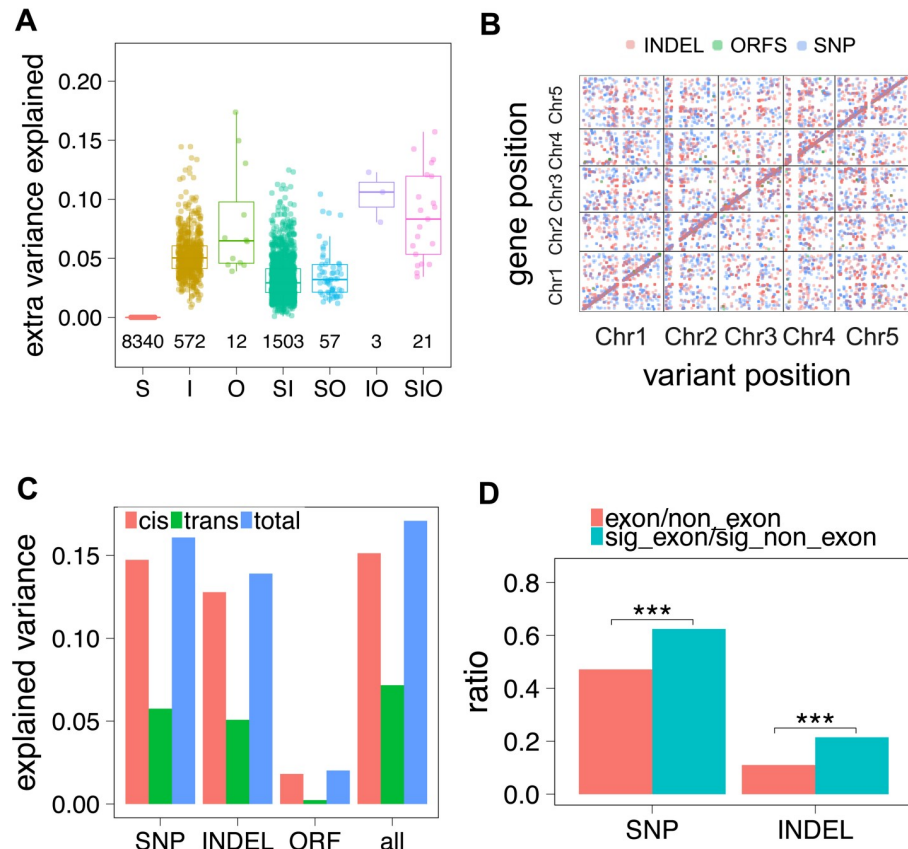 A
extra variance explained
0.20
0.15
0.10
0.05
0.00
8340 572 12 1503 57 3 21
S I O SI SO IO SIO
B
INDEL ORFS SNP
gene position
Chr5
Chr4
Chr3
Chr2
Chr1
Chr1 Chr2 Chr3 Chr4 Chr5
variant position
C
cis trans total
explained variance
0.15
0.10
0.05
0.00
SNP INDEL ORF all
D
exon/non_exon
sig_exon/sig_non_exon
ratio
0.8
0.6
0.4
0.2
0.0
***
***
SNP INDEL